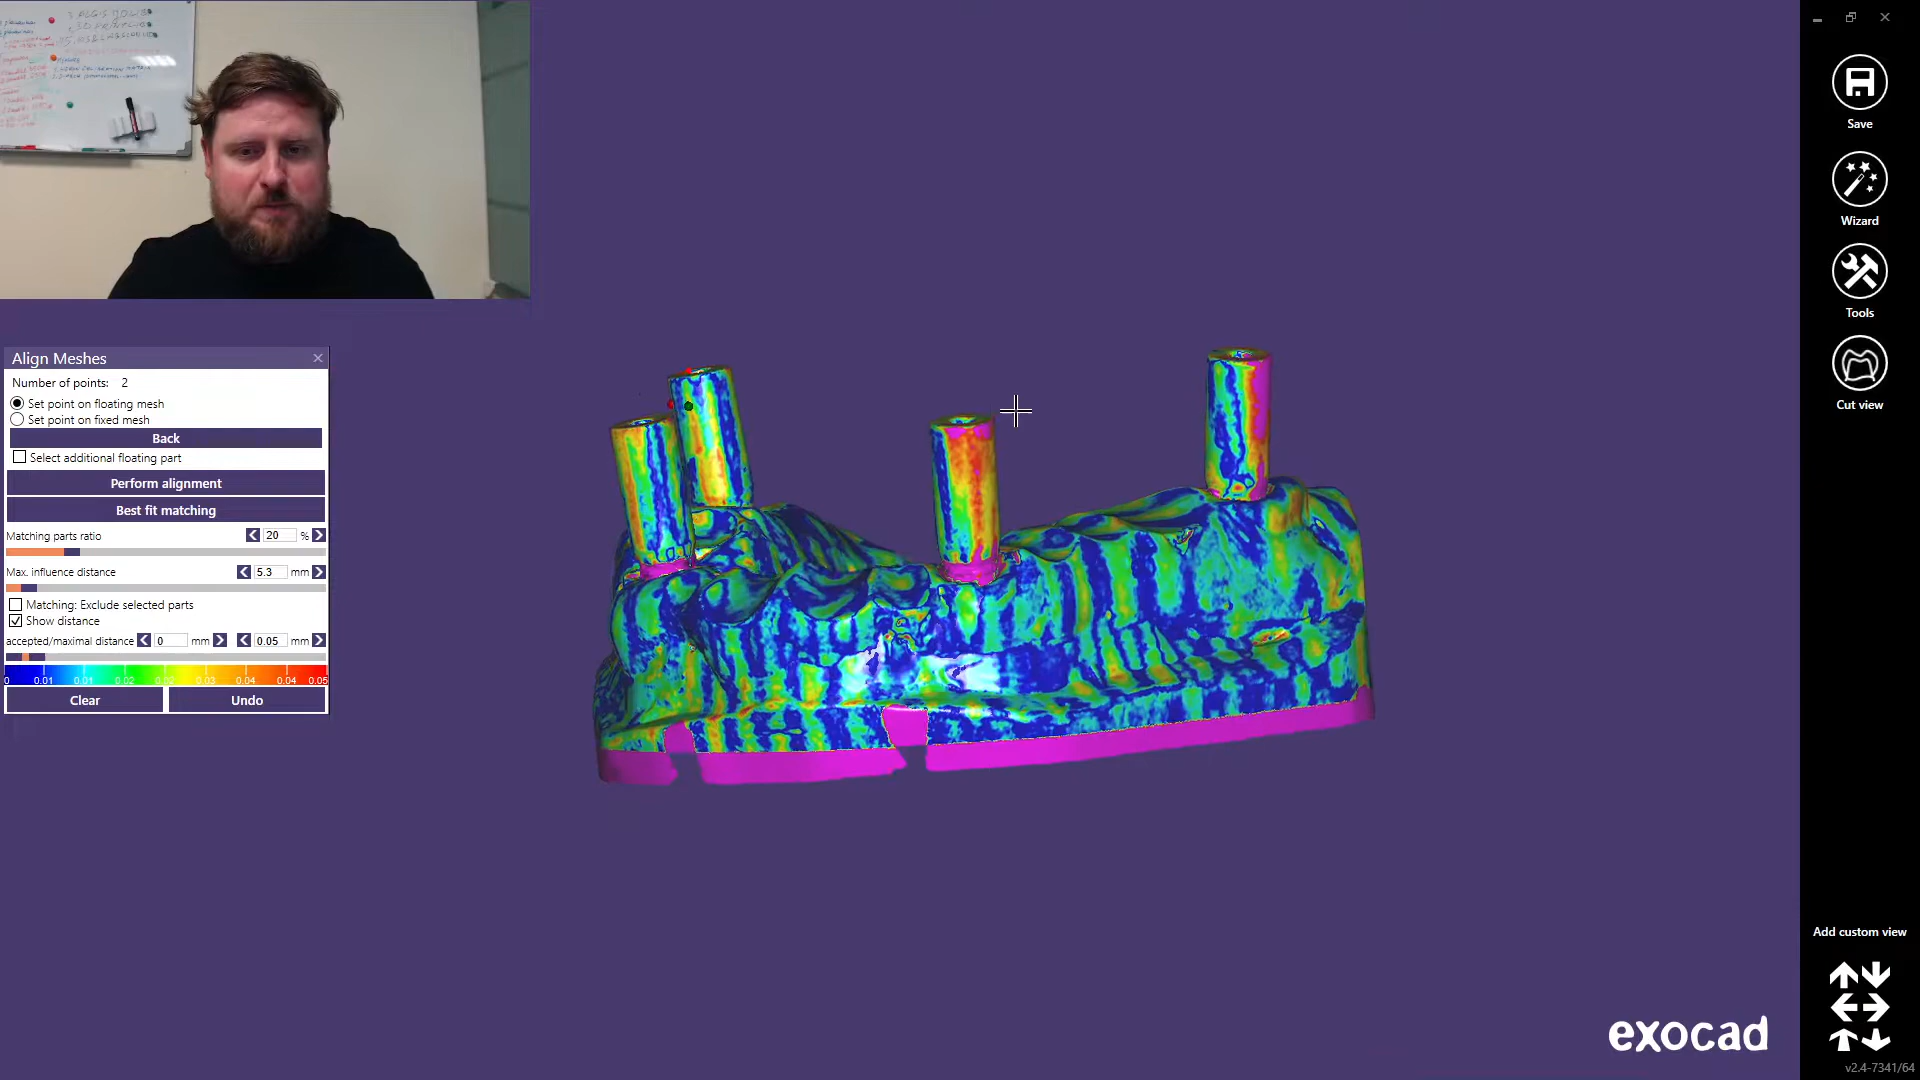 Align Meshes
Number of points: 2
Set point on floating mesh
Set point on fixed mesh
Back
Select additional floating part
Perform alignment
Best fit matching
Matching parts ratio 20 %
Max. influence distance 5.3 mm
Matching: Exclude selected parts
Show distance
accepted/maximal distance 0 mm 0.05 mm
0 0.01 0.01 0.02 0.02 0.03 0.04 0.04 0.05
Clear Undo
Save
Wizard
Tools
Cut view
Add custom view
exocad
v2.4-7341/64